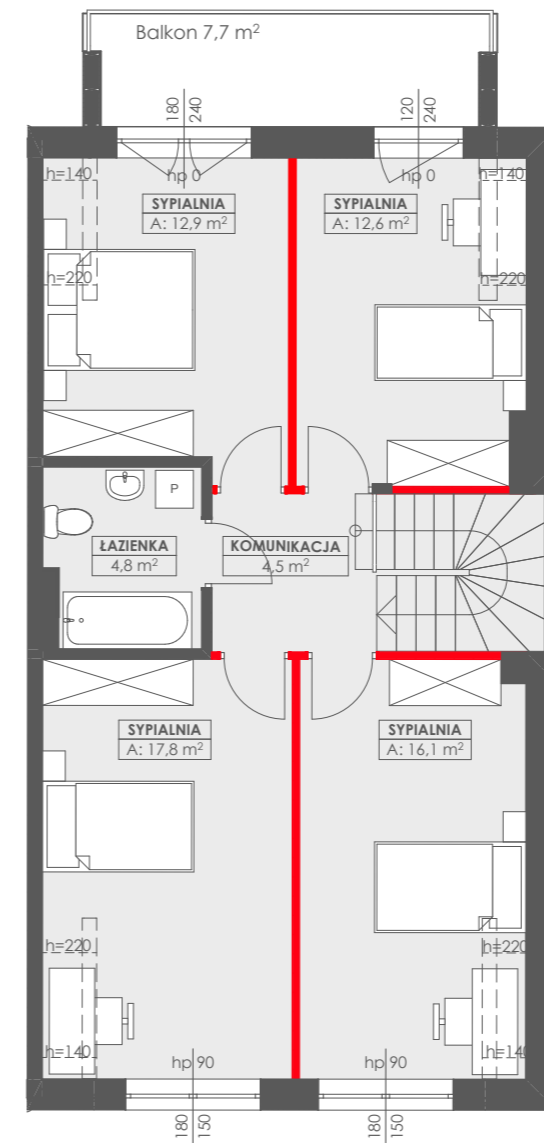 Balkon 7,7 m²
180
240
120
240
hp 0
hp 0
h=140
h=140
SYPIALNIA
A: 12,9 m²
SYPIALNIA
A: 12,6 m²
h=220
h=220
P
ŁAZIENKA
4,8 m²
KOMUNIKACJA
4,5 m²
SYPIALNIA
A: 17,8 m²
SYPIALNIA
A: 16,1 m²
h=220
h=220
h=140
h=140
hp 90
hp 90
180
150
180
150